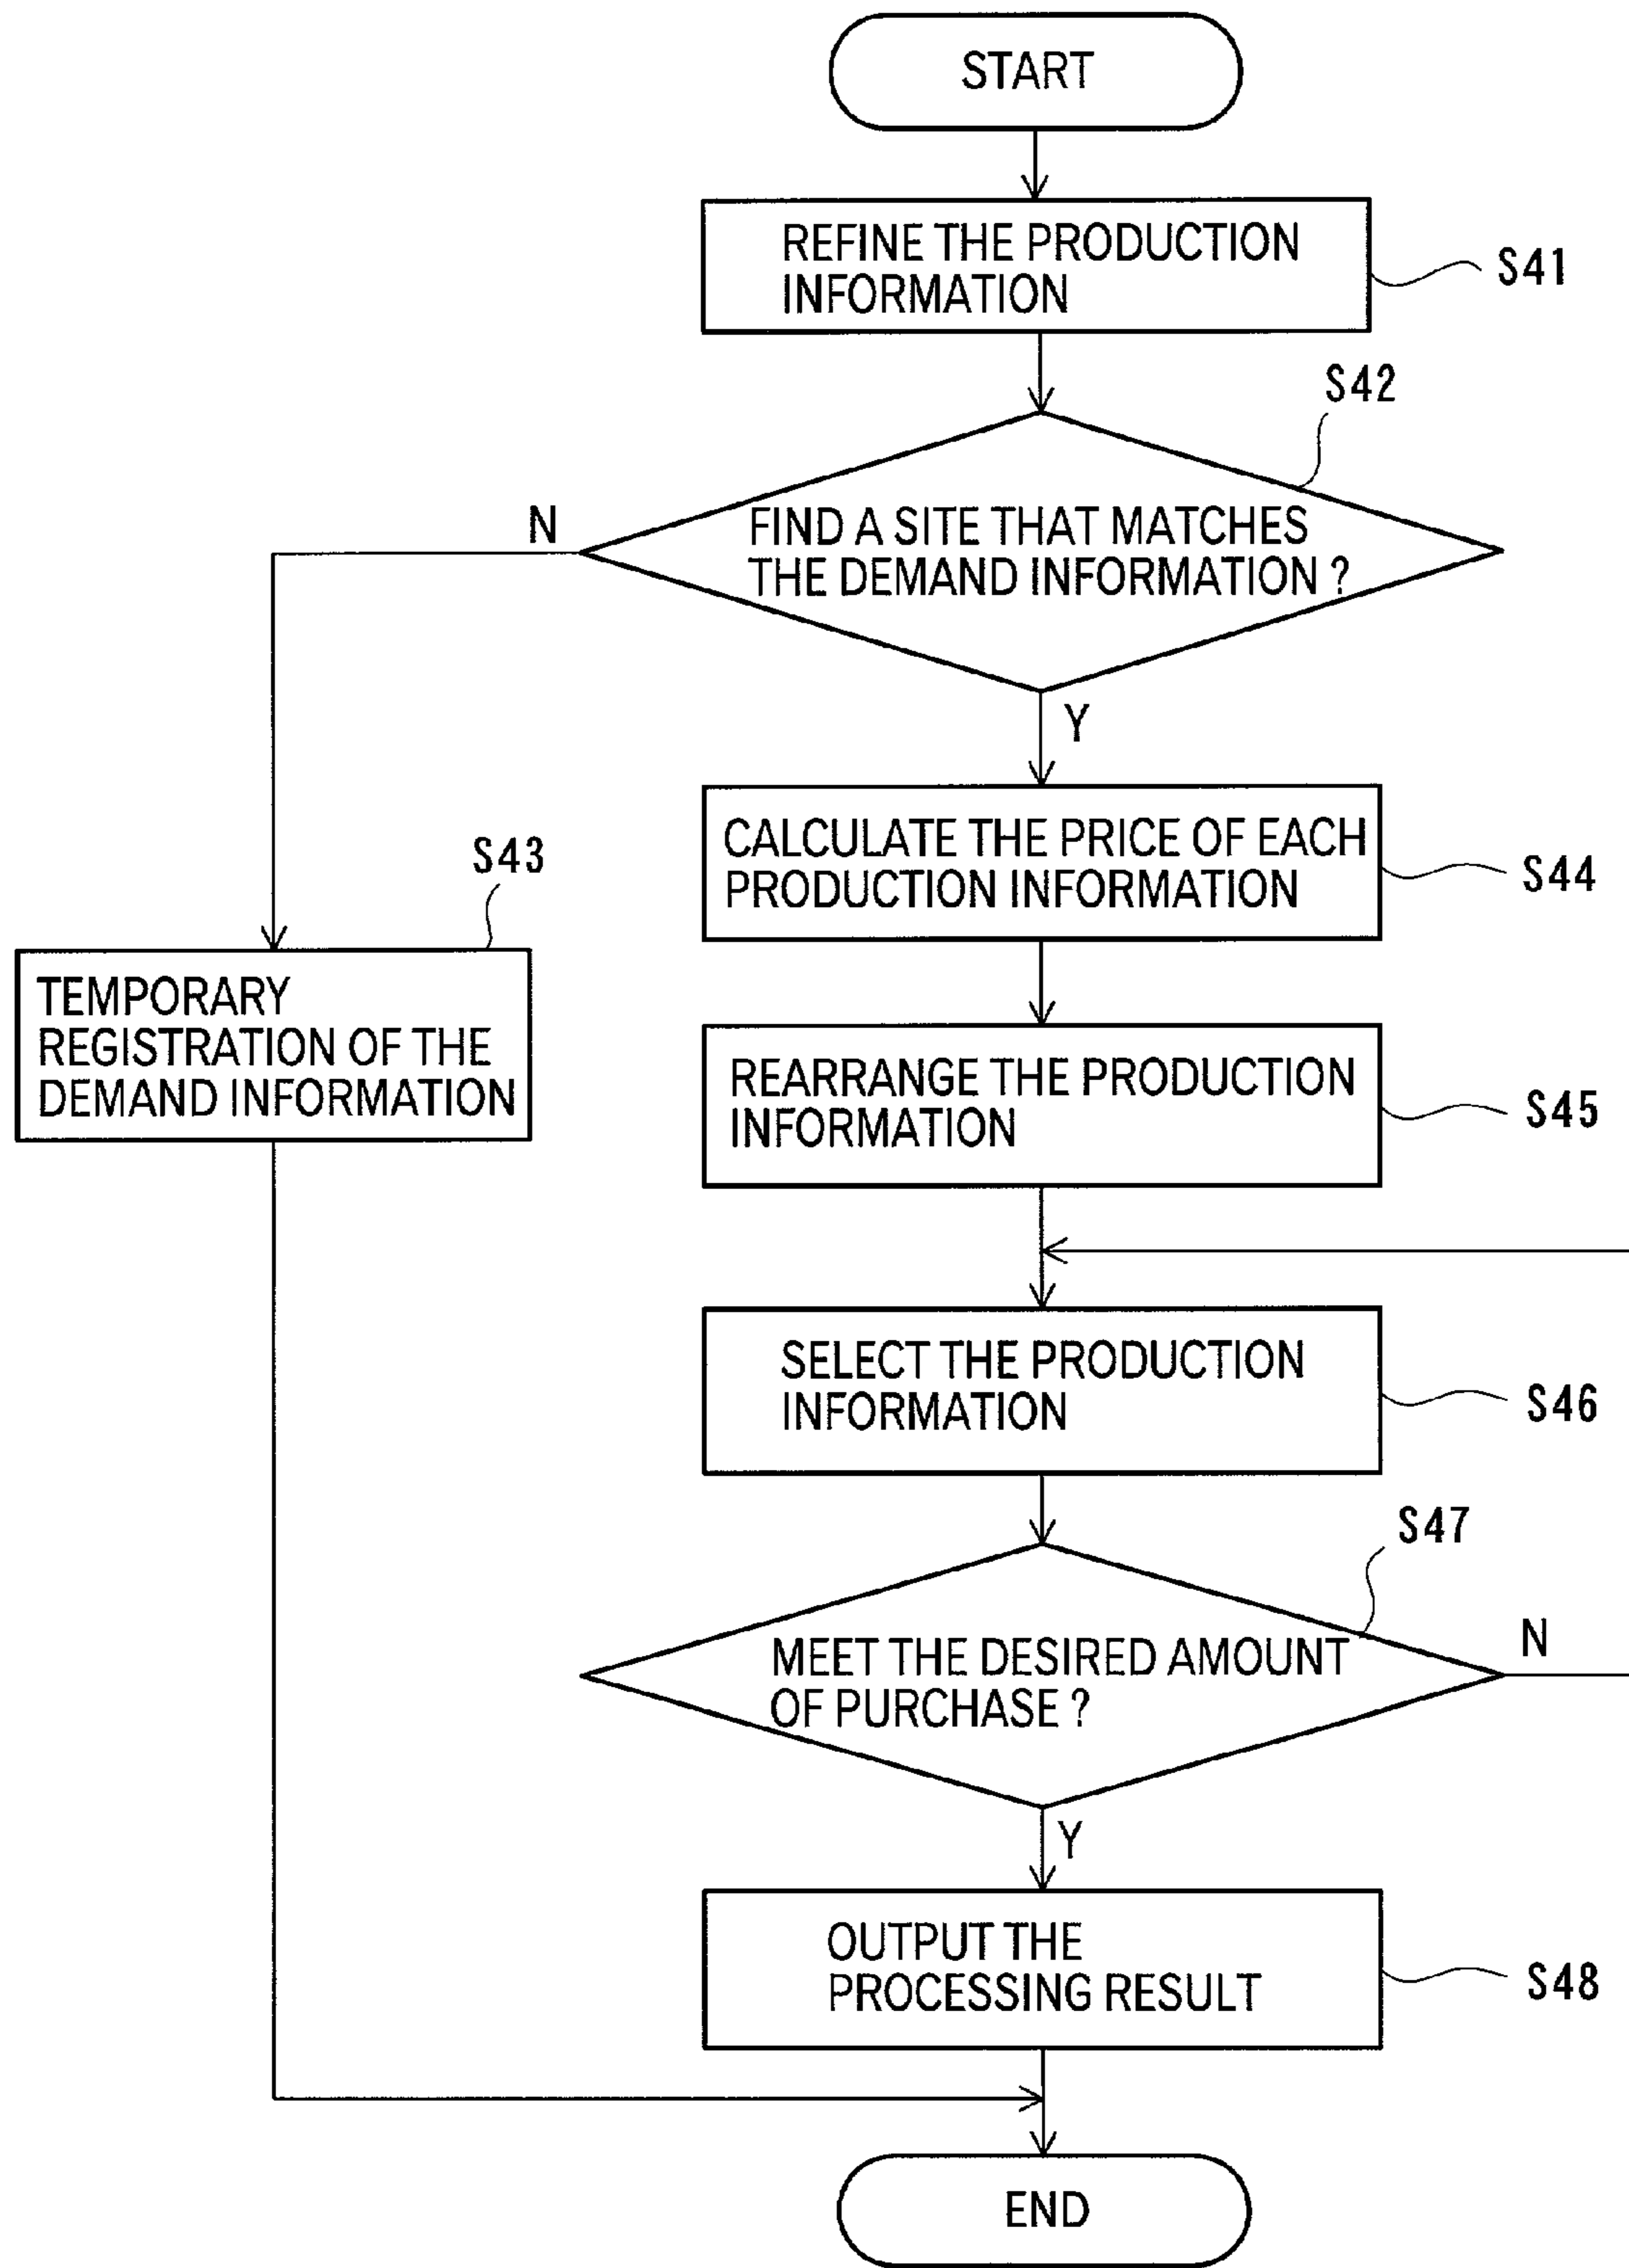 START
REFINE THE PRODUCTION
INFORMATION
S41
S42
N
FIND A SITE THAT MATCHES
THE DEMAND INFORMATION ?
Y
S43
TEMPORARY
REGISTRATION OF THE
DEMAND INFORMATION
CALCULATE THE PRICE OF EACH
PRODUCTION INFORMATION
S44
REARRANGE THE PRODUCTION
INFORMATION
S45
SELECT THE PRODUCTION
INFORMATION
S46
S47
MEET THE DESIRED AMOUNT
OF PURCHASE ?
N
Y
OUTPUT THE
PROCESSING RESULT
S48
END